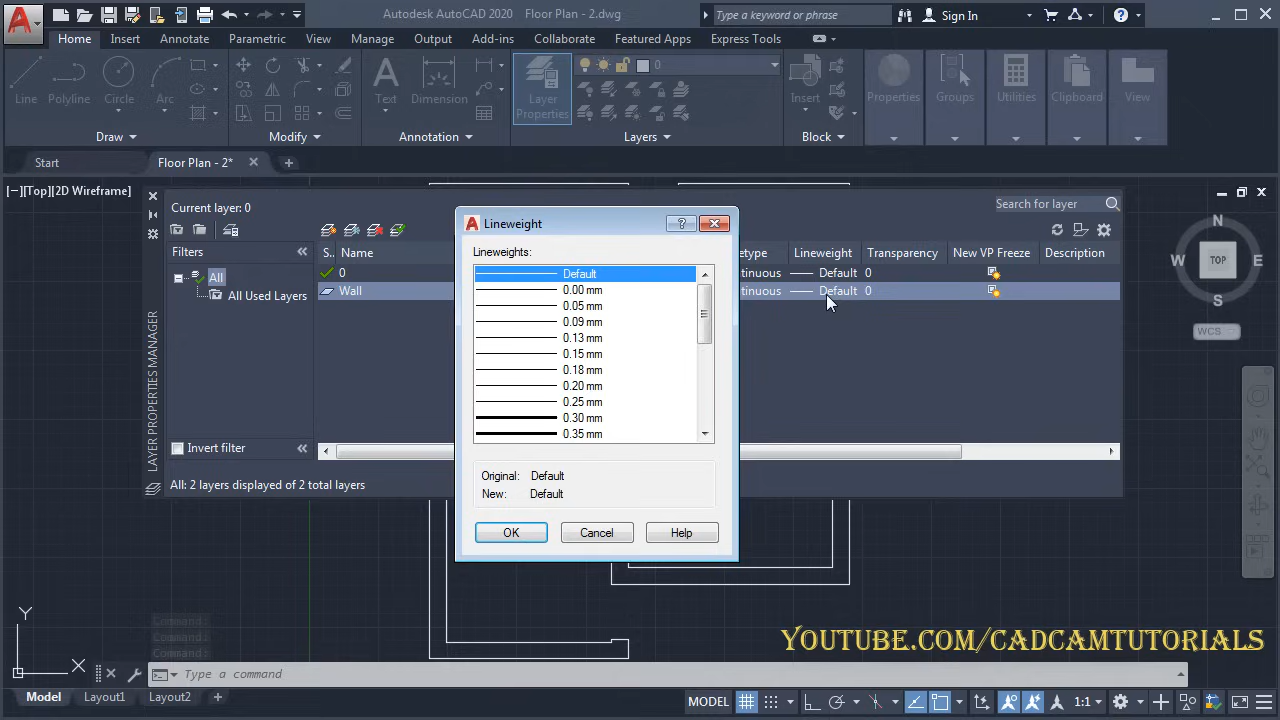 Autodesk AutoCAD 2020 Floor Plan - 2.dwg
Type a keyword or phrase
Sign In
Home Insert Annotate Parametric View Manage Output Add-ins Collaborate Featured Apps Express Tools
Line Polyline Circle Arc
Text Dimension
Layer Properties
0
Insert
Properties Groups Utilities Clipboard View
Draw Modify Annotation Layers Block
Start Floor Plan - 2*
[−][Top][2D Wireframe]
Current layer: 0
Search for layer
Filters
S.. Name
etype Lineweight Transparency New VP Freeze Description
All
0
tinuous Default 0
All Used Layers
Wall
tinuous Default 0
Invert filter
All: 2 layers displayed of 2 total layers
LAYER PROPERTIES MANAGER
Lineweight
Lineweights:
Default
0.00 mm
0.05 mm
0.09 mm
0.13 mm
0.15 mm
0.18 mm
0.20 mm
0.25 mm
0.30 mm
0.35 mm
Original: Default
New: Default
OK Cancel Help
N
W TOP E
S
WCS
Y
X
Command:
Command:
Command:
Youtube.com/cadcamtutorials
Type a command
Model Layout1 Layout2
MODEL
1:1